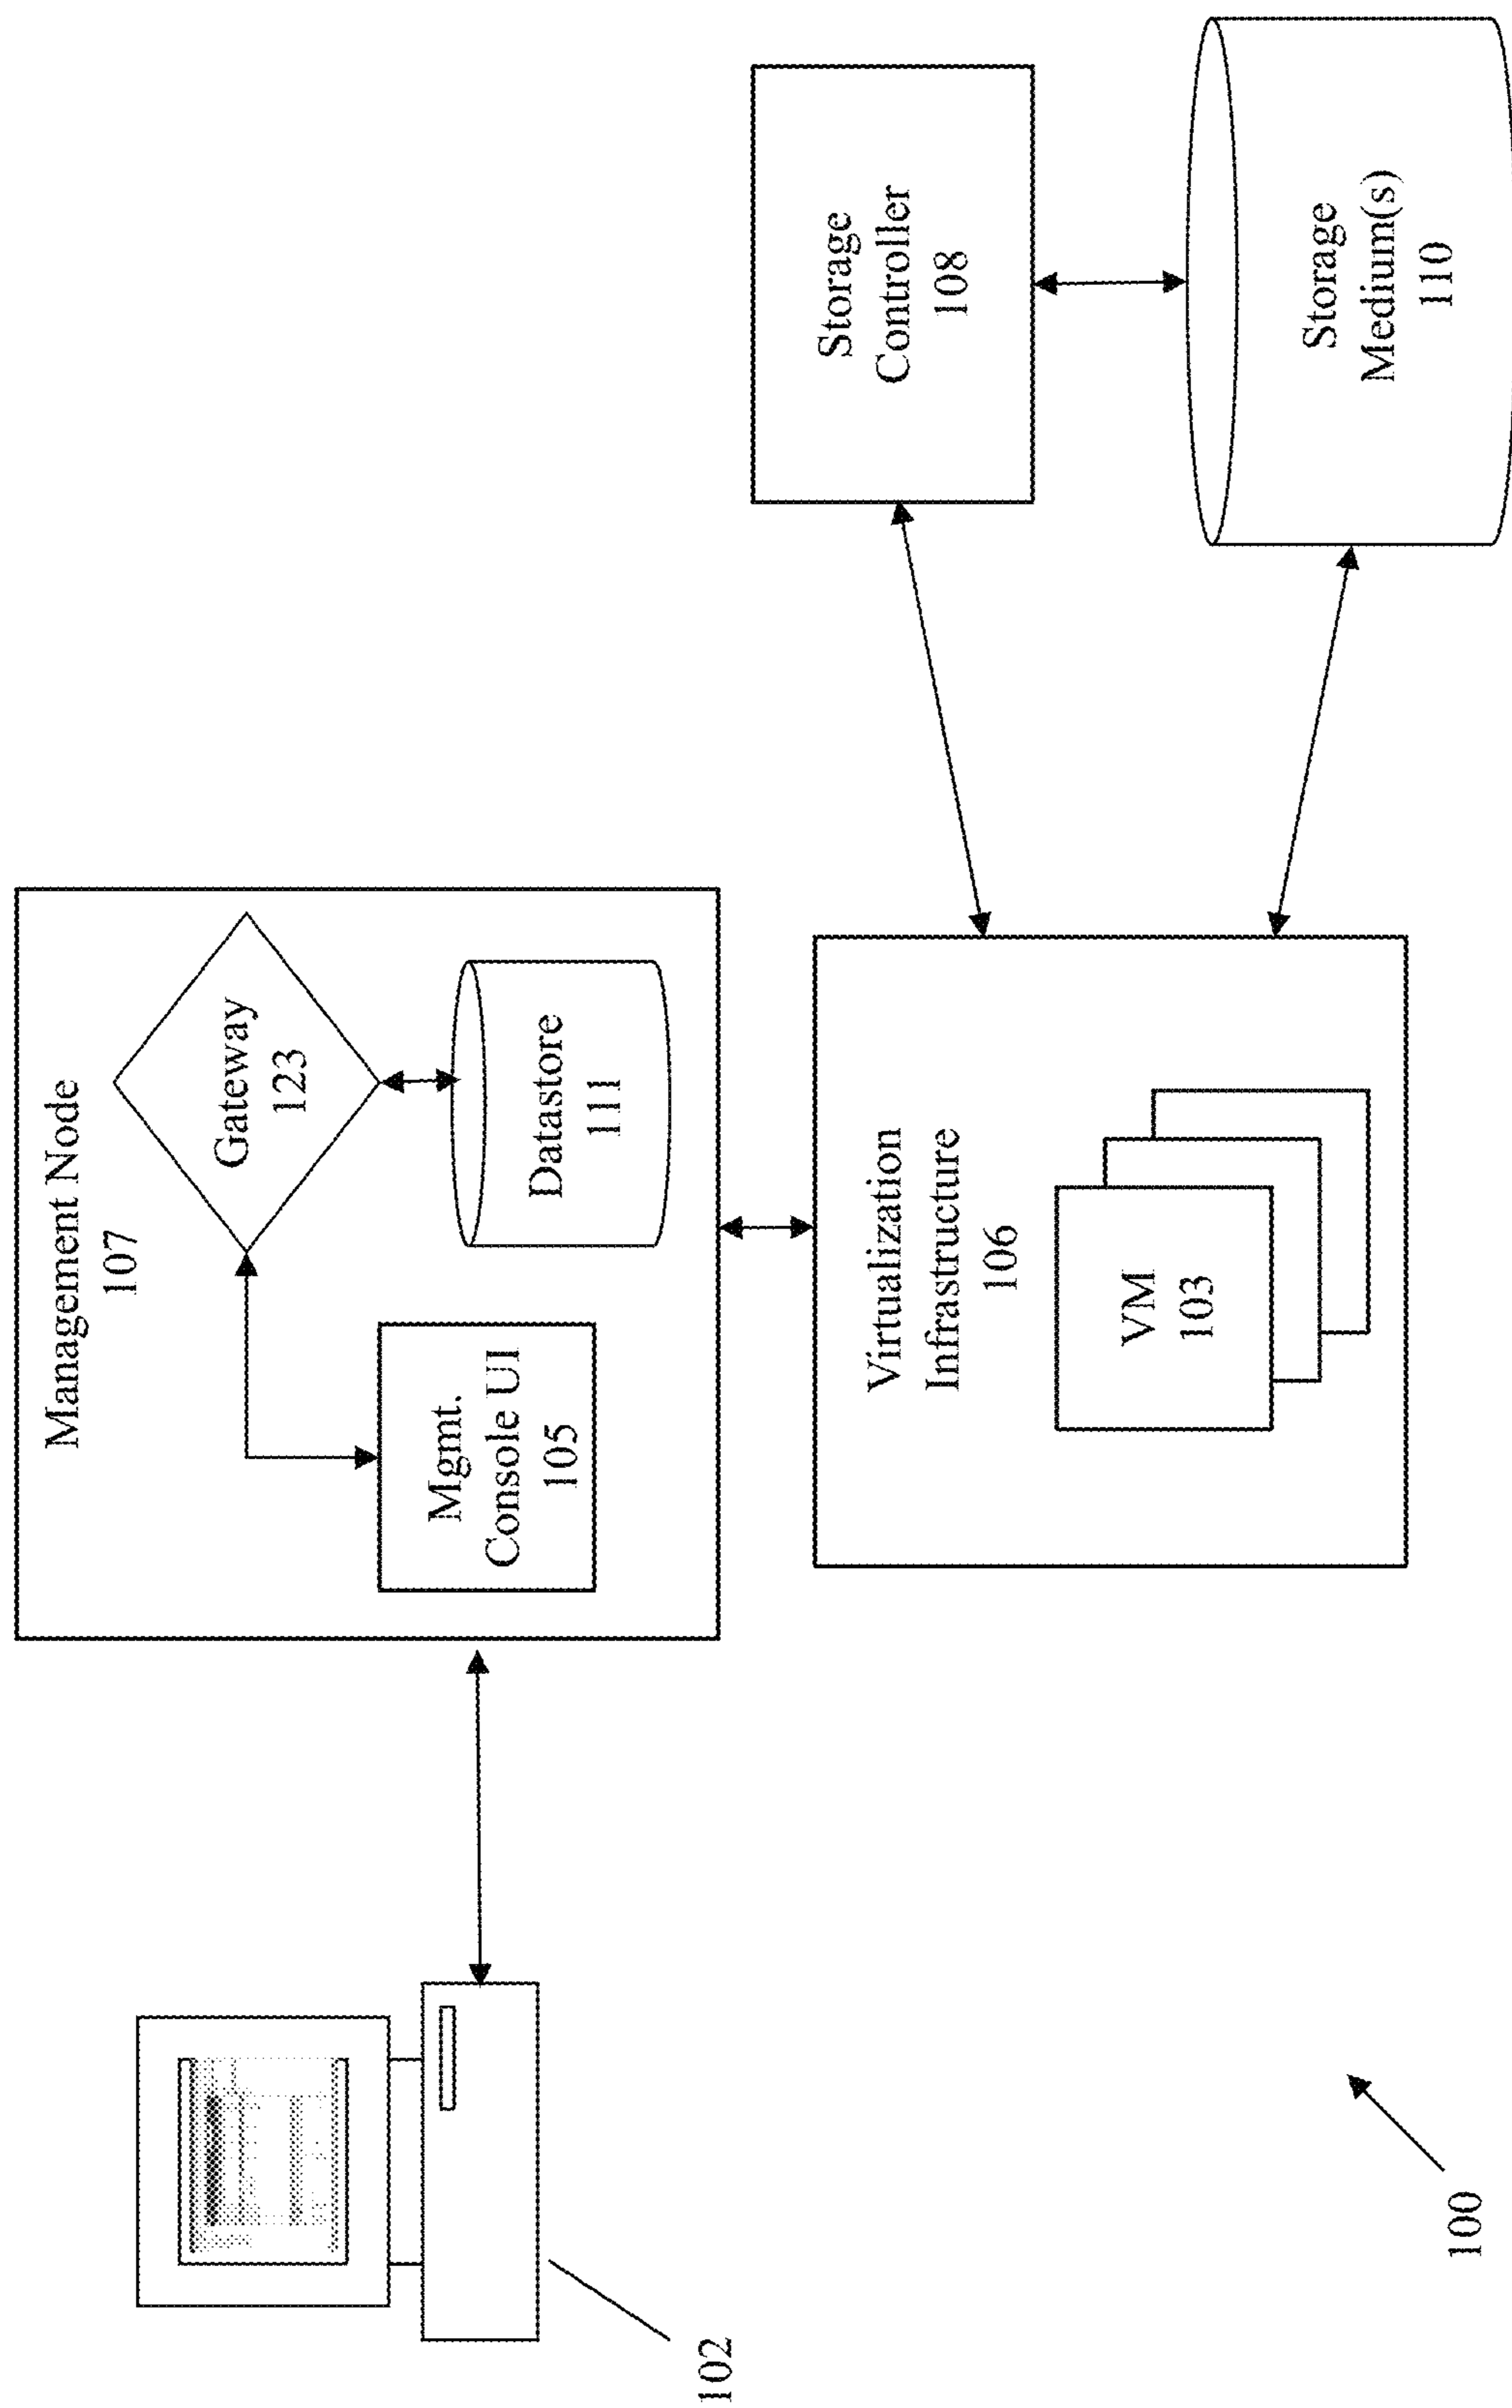 Management Node
107
Gateway
123
Mgmt.
Console UI
105
Datastore
111
102
Virtualization
Infrastructure
106
VM
103
Storage
Controller
108
Storage
Medium(s)
110
100